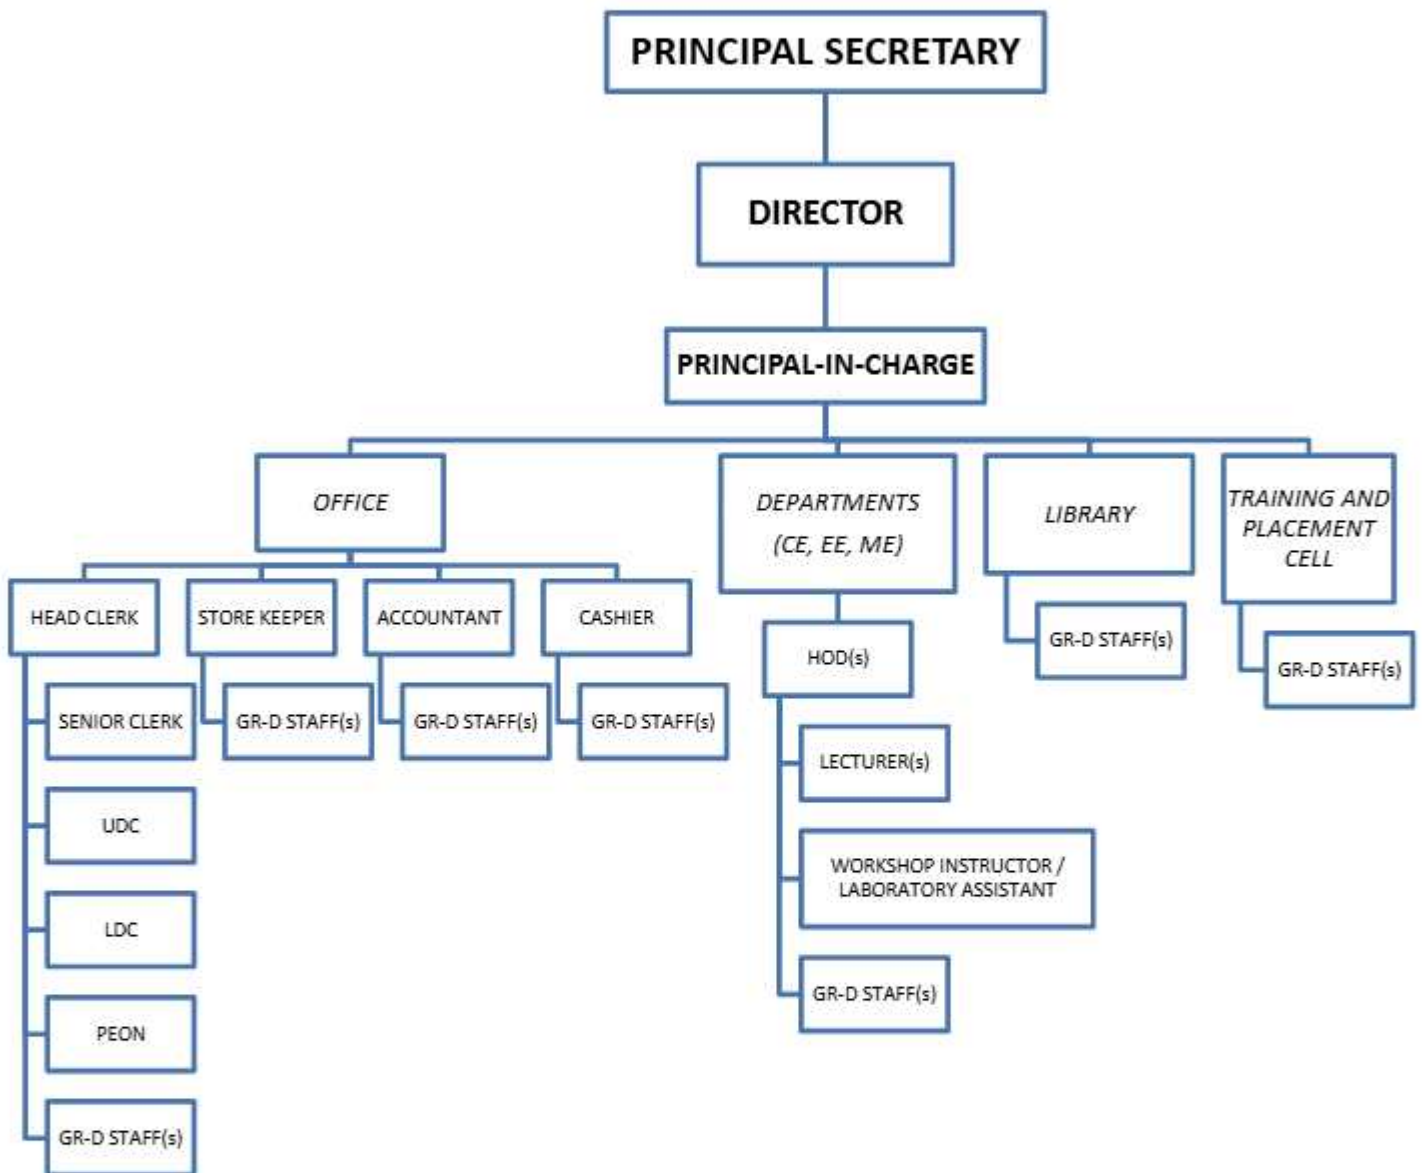 PRINCIPAL SECRETARY
DIRECTOR
PRINCIPAL-IN-CHARGE
OFFICE
DEPARTMENTS
(CE, EE, ME)
LIBRARY
TRAINING AND
PLACEMENT
CELL
HEAD CLERK
STORE KEEPER
ACCOUNTANT
CASHIER
HOD(s)
GR-D STAFF(s)
GR-D STAFF(s)
SENIOR CLERK
GR-D STAFF(s)
GR-D STAFF(s)
GR-D STAFF(s)
LECTURER(s)
UDC
WORKSHOP INSTRUCTOR /
LABORATORY ASSISTANT
LDC
GR-D STAFF(s)
PEON
GR-D STAFF(s)